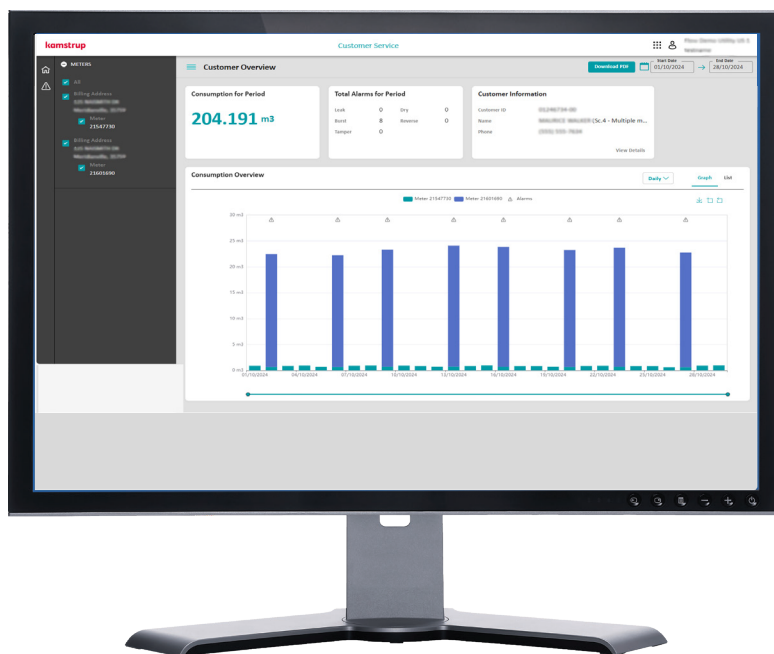 kamstrup
Customer Service
METERS
All
Billing Address
Meter
21547730
Billing Address
Meter
21601690
Customer Overview
Download PDF
Start Date
01/10/2024
End Date
28/10/2024
Consumption for Period
204.191 m3
Total Alarms for Period
Leak 0 Dry 0
Burst 8 Reverse 0
Tamper 0
Customer Information
Customer ID
Name (Sc.4 - Multiple m...
Phone
View Details
Consumption Overview
Daily
Graph
List
Meter 21547730 Meter 21601690 Alarms
30 m3
25 m3
20 m3
15 m3
10 m3
5 m3
0 m3
01/10/2024 04/10/2024 07/10/2024 10/10/2024 13/10/2024 16/10/2024 19/10/2024 22/10/2024 25/10/2024 28/10/2024